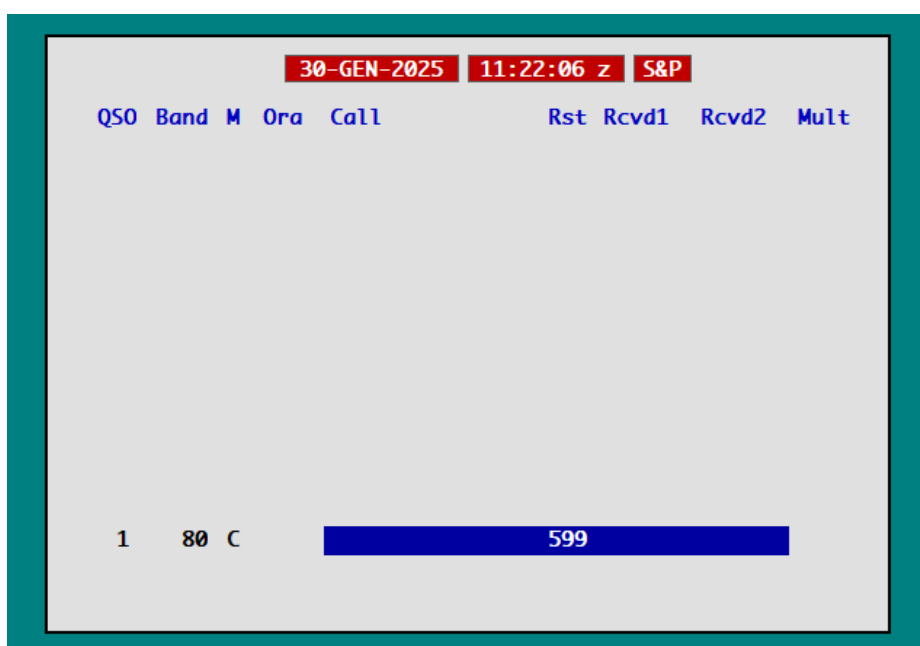 30-GEN-2025 11:22:06 z S&P
QSO Band M Ora Call Rst Rcvd1 Rcvd2 Mult
1 80 C 599